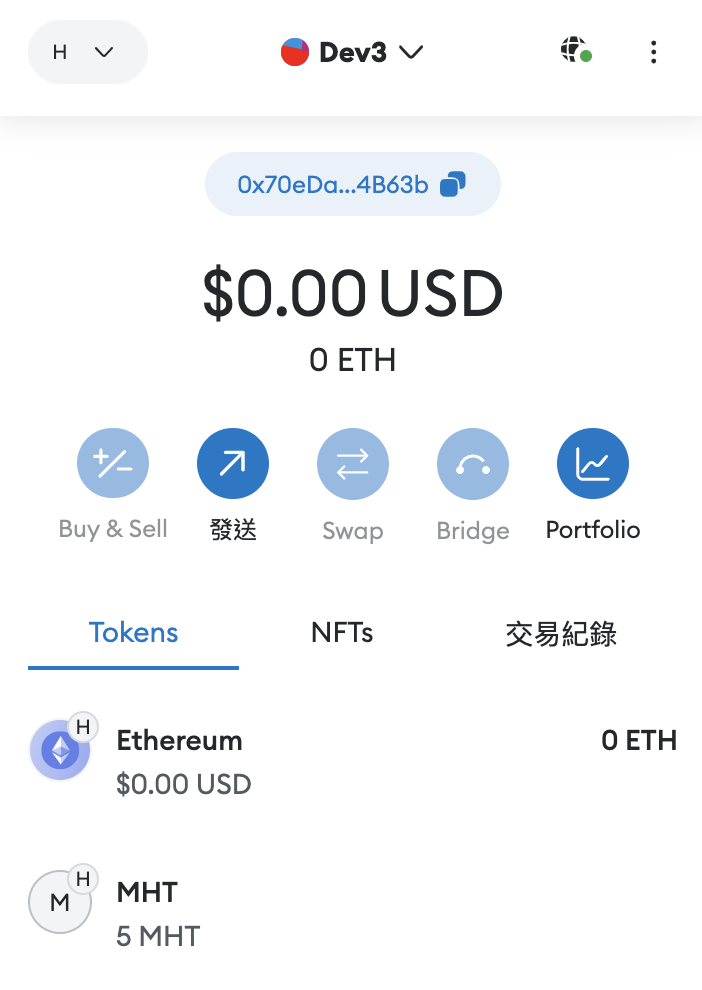 H
Dev3
0x70eDa...4B63b
$0.00 USD
0 ETH
Buy & Sell
發送
Swap
Bridge
Portfolio
Tokens
NFTs
交易紀錄
H
Ethereum
0 ETH
$0.00 USD
H
M
MHT
5 MHT